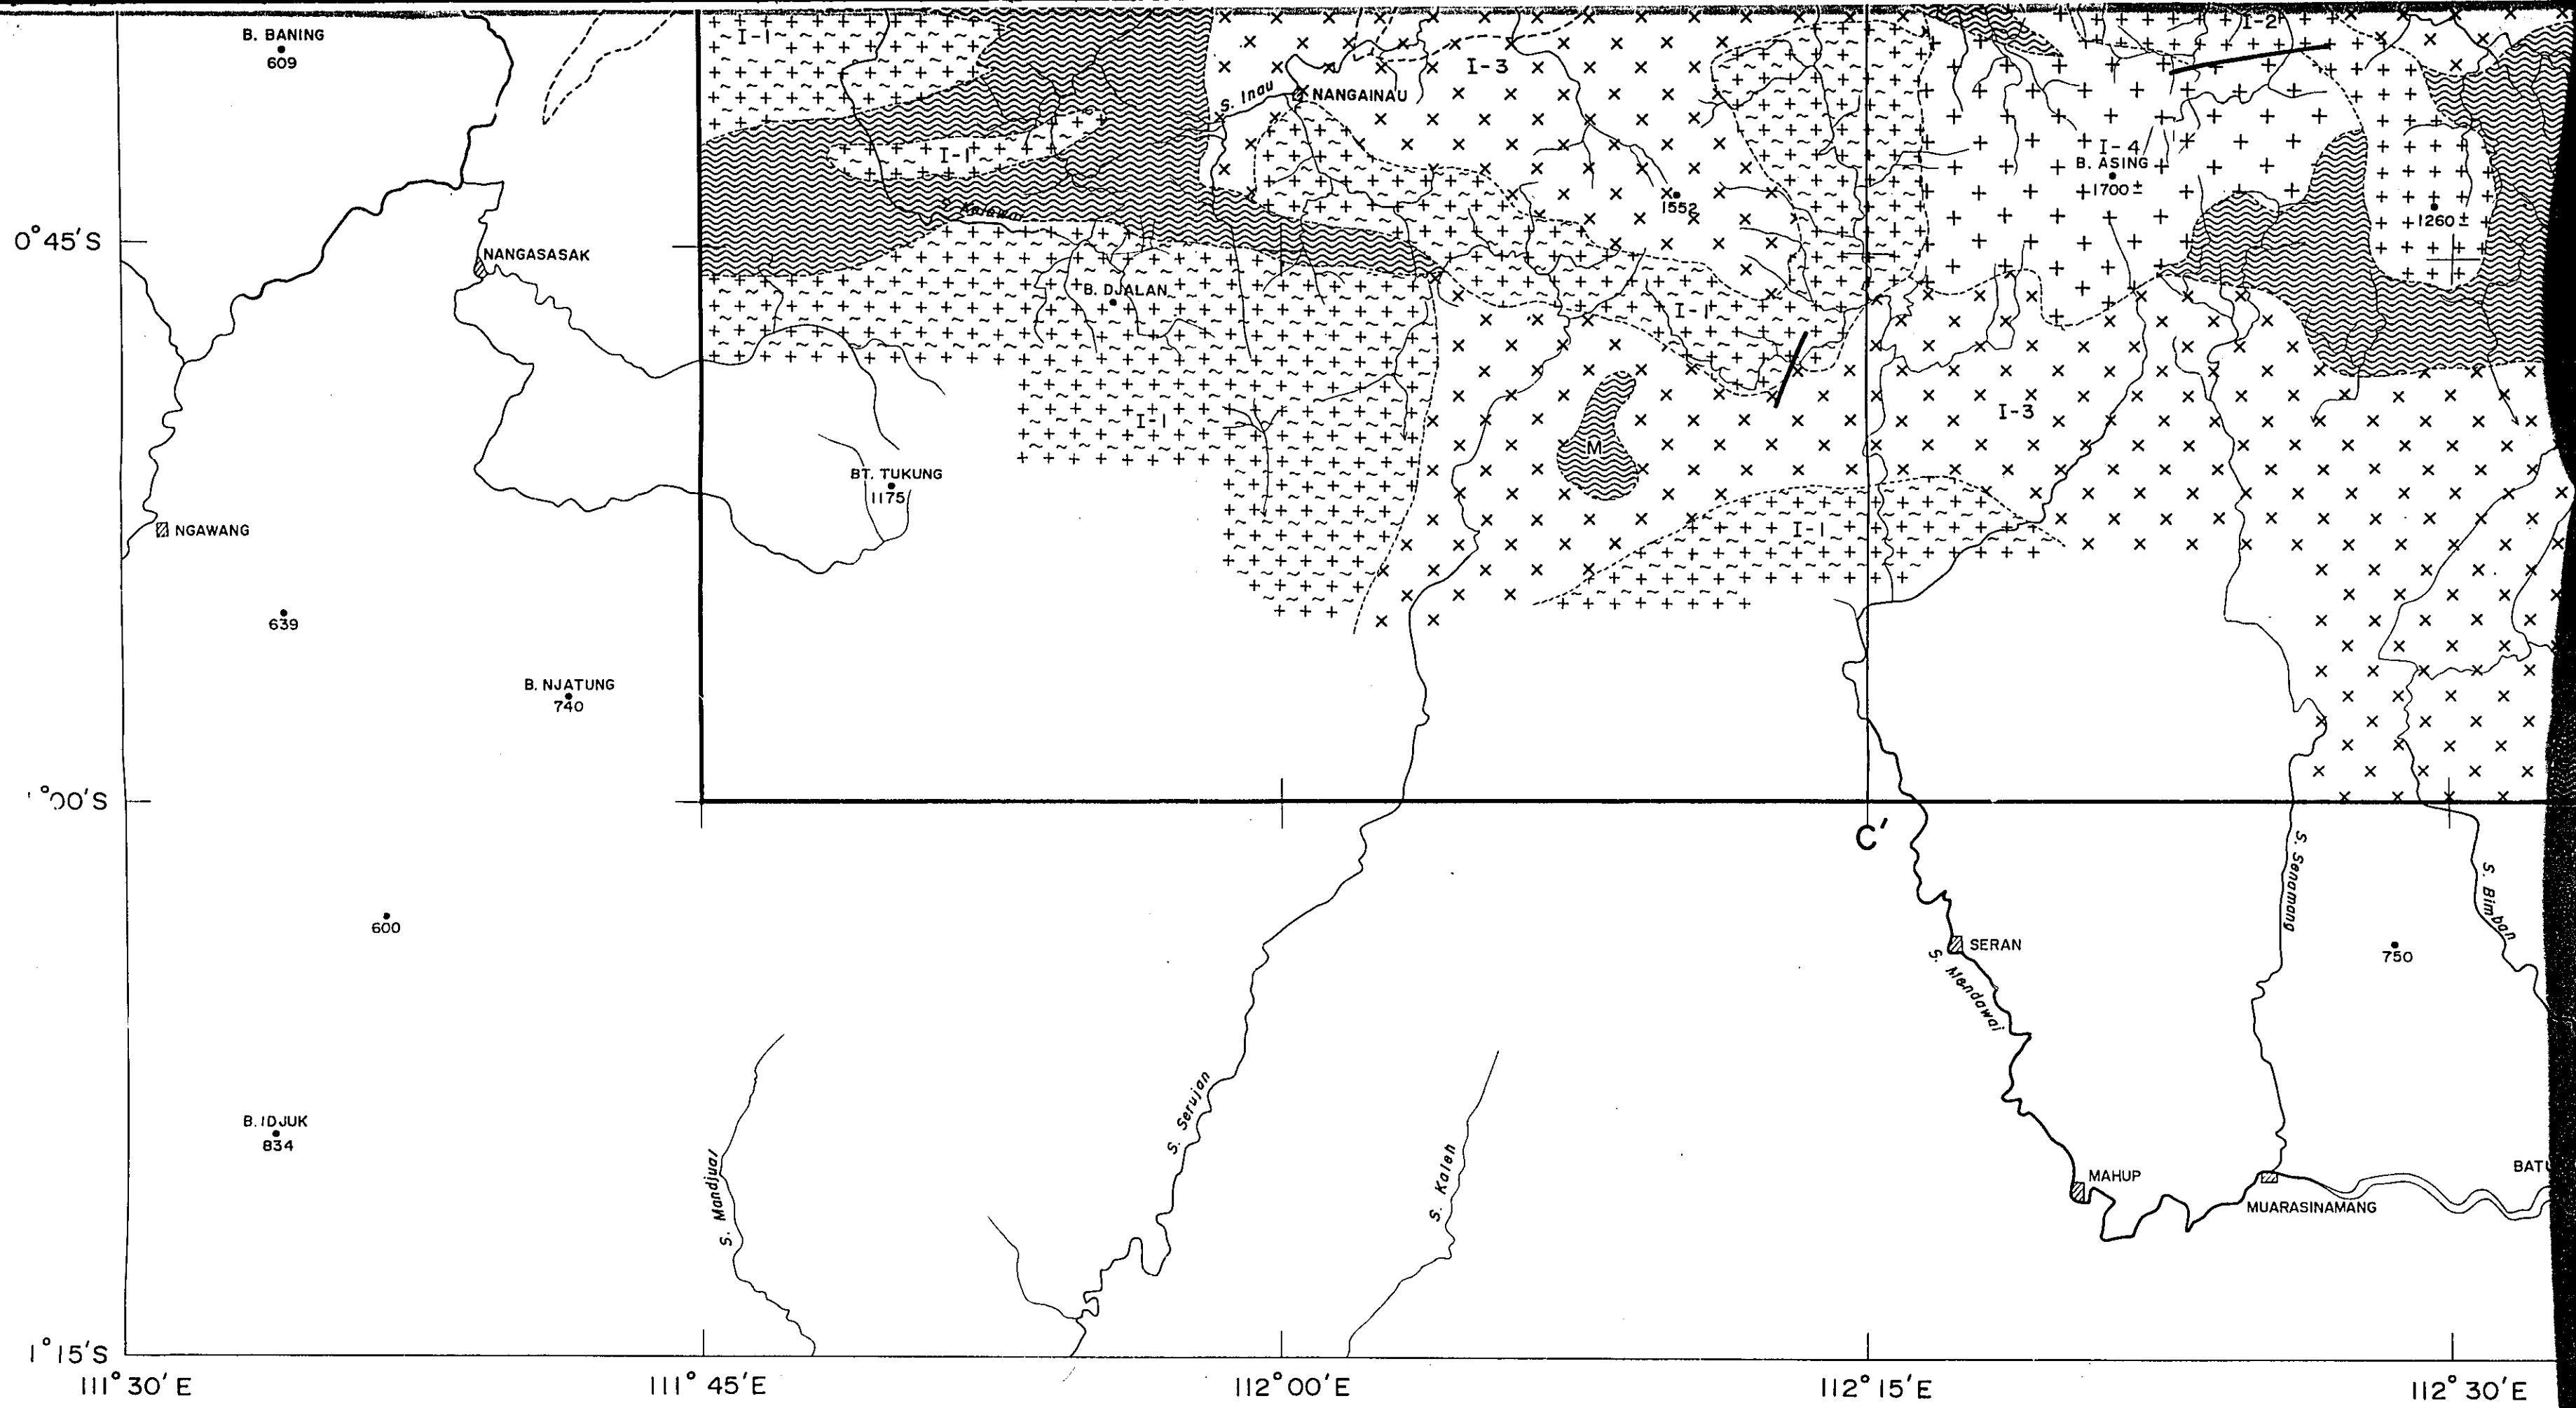 B. BANING
609
I-1
I-3
I-2
S. Inau
NANGAINAU
I-1
I-4
B. ASING
1700±
1552
1260±
S. Kalawai
0°45'S
NANGASASAK
B. DJALAN
I-1
I-1
I-3
M
BT. TUKUNG
1175
NGAWANG
I-1
639
B. NJATUNG
740
1°00'S
C'
S. Senamang
S. Bimban
600
SERAN
S. Mendawai
750
B. IDJUK
834
S. Serujan
S. Mandjual
S. Kaleh
MAHUP
BATU
MUARASINAMANG
1°15'S
111°30'E
111°45'E
112°00'E
112°15'E
112°30'E